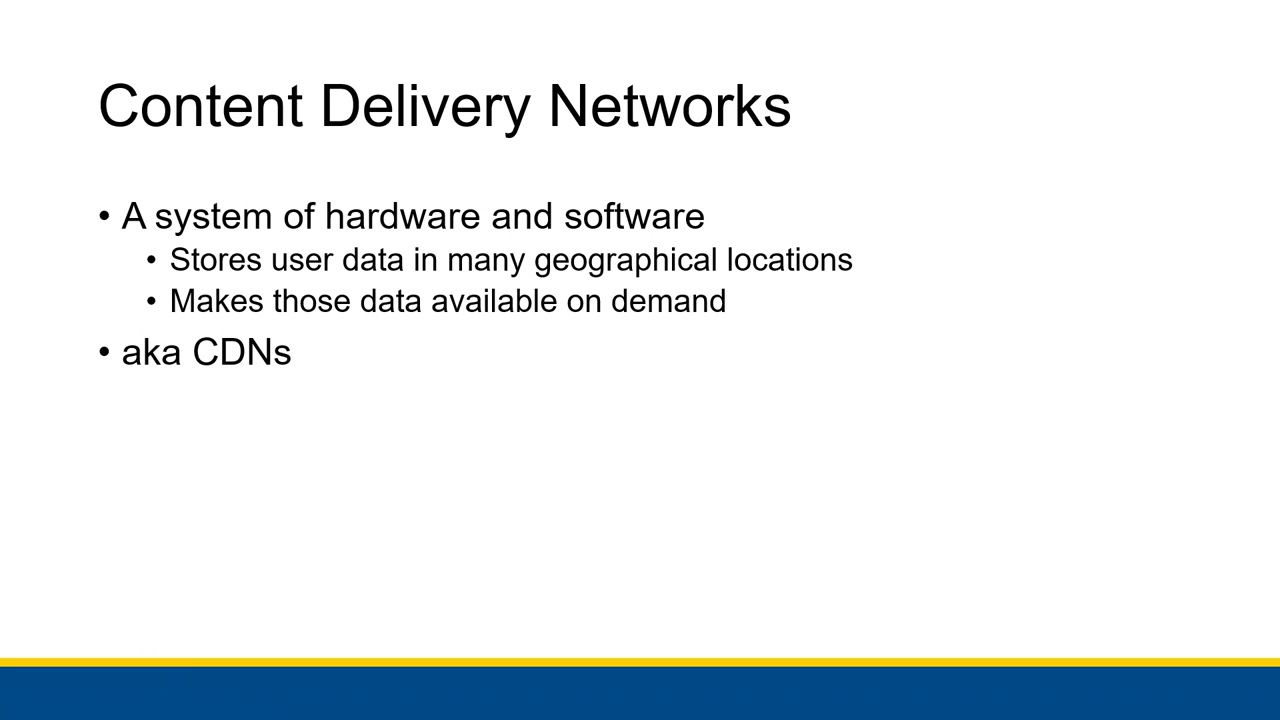 Content Delivery Networks
• A system of hardware and software
• Stores user data in many geographical locations
• Makes those data available on demand
• aka CDNs